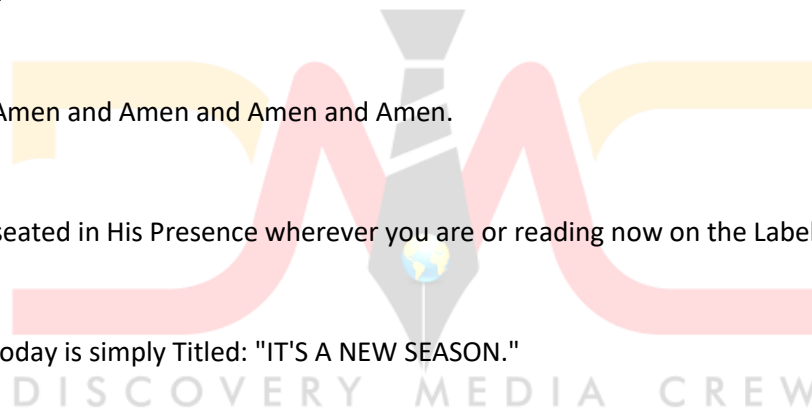 Amen and Amen and Amen and Amen.
seated in His Presence wherever you are or reading now on the Label
oday is simply Titled: "IT'S A NEW SEASON."
DISCOVERY MEDIA CREW